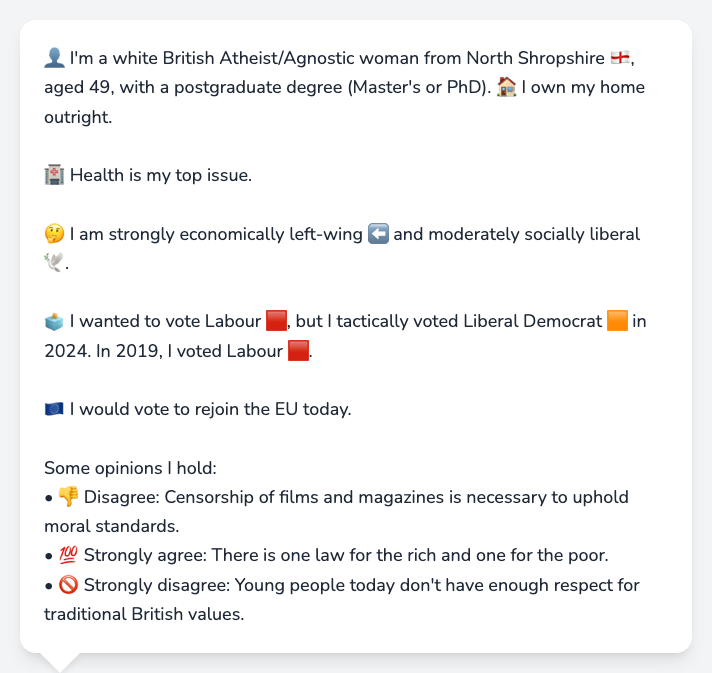 👤 I'm a white British Atheist/Agnostic woman from North Shropshire 🏴󠁧󠁢󠁥󠁮󠁧󠁿,
aged 49, with a postgraduate degree (Master's or PhD). 🏠 I own my home
outright.
🏥 Health is my top issue.
🤔 I am strongly economically left-wing ⬅️ and moderately socially liberal
🕊️.
🗳️ I wanted to vote Labour 🟥, but I tactically voted Liberal Democrat 🟧 in
2024. In 2019, I voted Labour 🟥.
🇪🇺 I would vote to rejoin the EU today.
Some opinions I hold:
• 👎 Disagree: Censorship of films and magazines is necessary to uphold
moral standards.
• 💯 Strongly agree: There is one law for the rich and one for the poor.
• 🚫 Strongly disagree: Young people today don't have enough respect for
traditional British values.